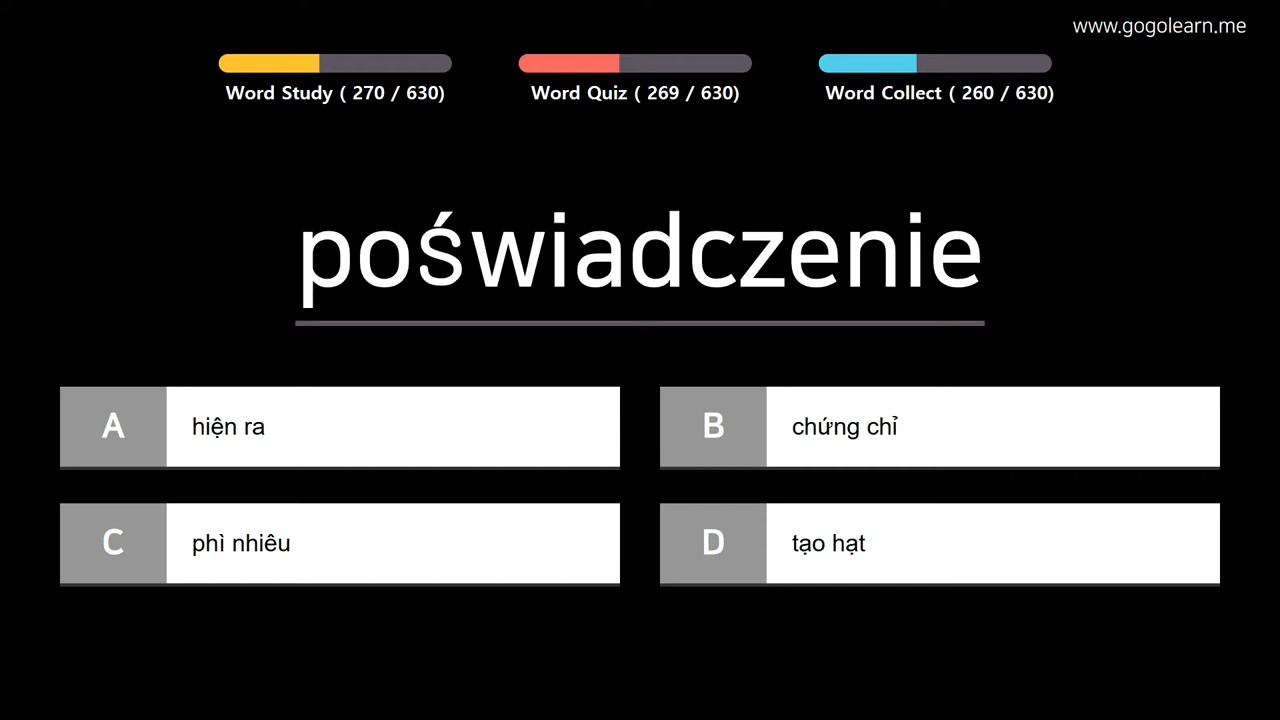 www.gogolearn.me
Word Study ( 270 / 630)
Word Quiz ( 269 / 630)
Word Collect ( 260 / 630)
poświadczenie
A hiện ra
B chứng chỉ
C phì nhiêu
D tạo hạt